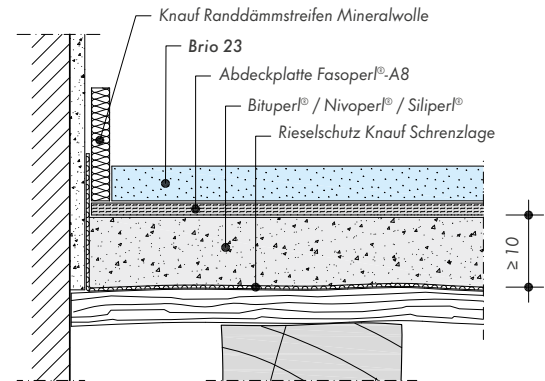 Knauf Randdämmstreifen Mineralwolle
Brio 23
Abdeckplatte Fasoperl®-A8
Bituperl® / Nivoperl® / Siliperl®
Rieselschutz Knauf Schrenzlage
≥ 10